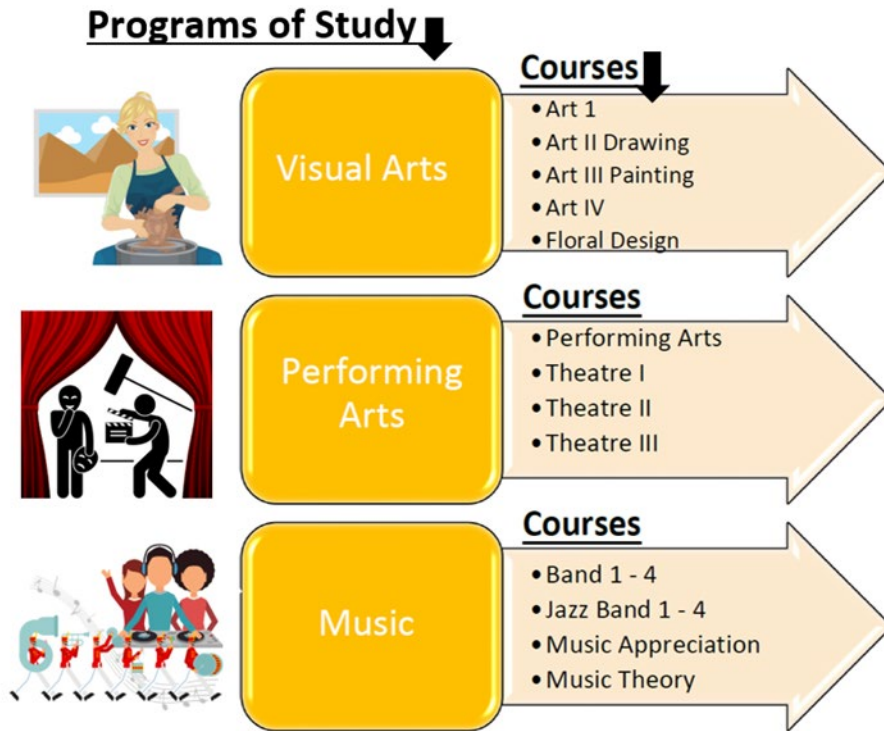 Programs of Study
Visual Arts
Courses
• Art 1
• Art II Drawing
• Art III Painting
• Art IV
• Floral Design
Performing
Arts
Courses
• Performing Arts
• Theatre I
• Theatre II
• Theatre III
Music
Courses
• Band 1 - 4
• Jazz Band 1 - 4
• Music Appreciation
• Music Theory